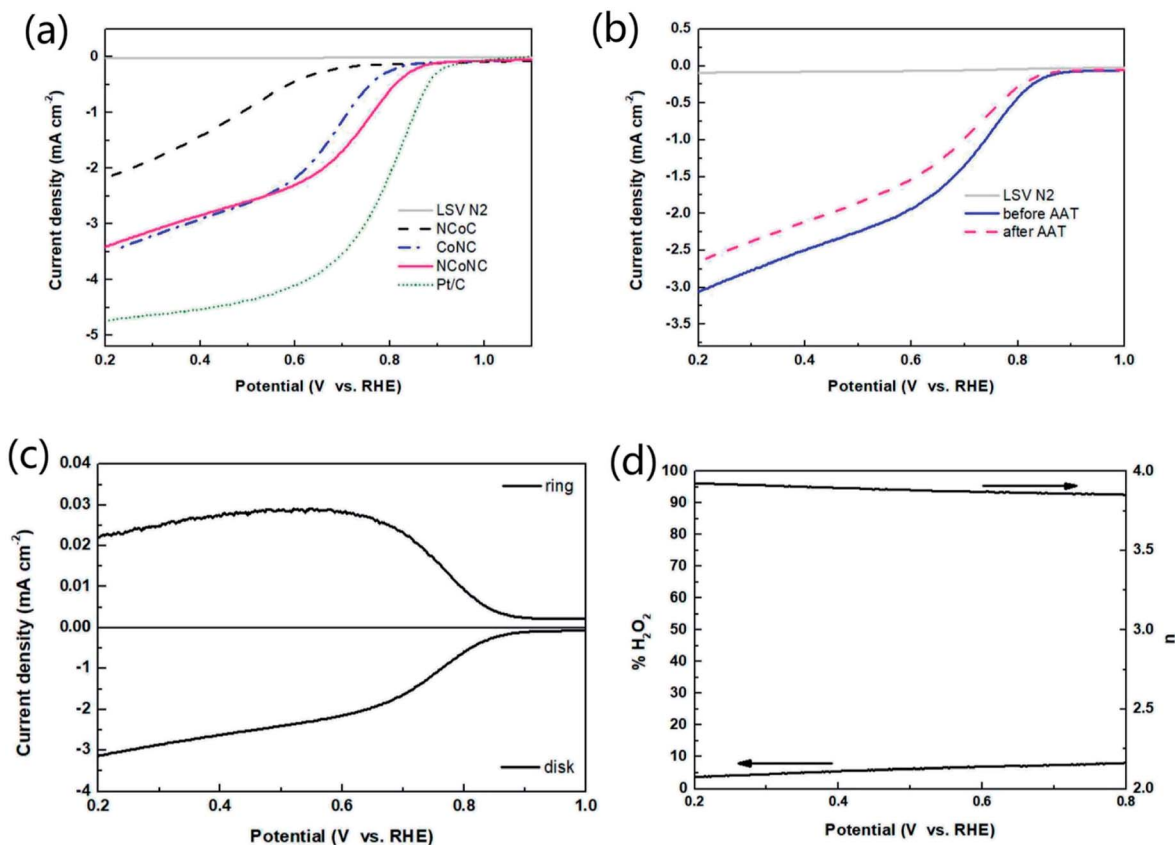 (a)
0
-1
-2
-3
-4
-5
Current density (mA cm⁻²)
LSV N2
NCoC
CoNC
NCoNC
Pt/C
0.2 0.4 0.6 0.8 1.0
Potential (V vs. RHE)
(b)
0.0
-0.5
-1.0
-1.5
-2.0
-2.5
-3.0
-3.5
Current density (mA cm⁻²)
LSV N2
before AAT
after AAT
0.2 0.4 0.6 0.8 1.0
Potential (V vs. RHE)
(c)
0.04
0.03
0.02
0.01
0.00
-1
-2
-3
-4
Current density (mA cm⁻²)
ring
disk
0.2 0.4 0.6 0.8 1.0
Potential (V vs. RHE)
(d)
100
90
80
70
60
50
40
30
20
10
0
% H₂O₂
4.0
3.5
3.0
2.5
2.0
n
0.2 0.4 0.6 0.8
Potential (V vs. RHE)